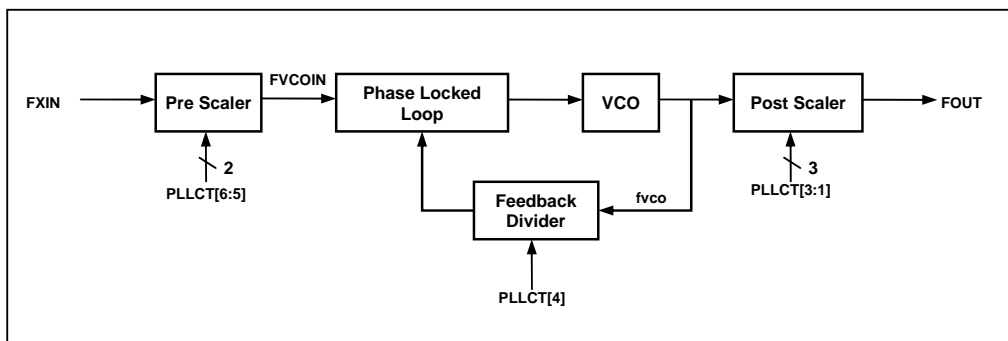 FXIN
Pre Scaler
FVCOIN
Phase Locked
Loop
VCO
Post Scaler
FOUT
2
PLLCT[6:5]
3
PLLCT[3:1]
Feedback
Divider
fvco
PLLCT[4]